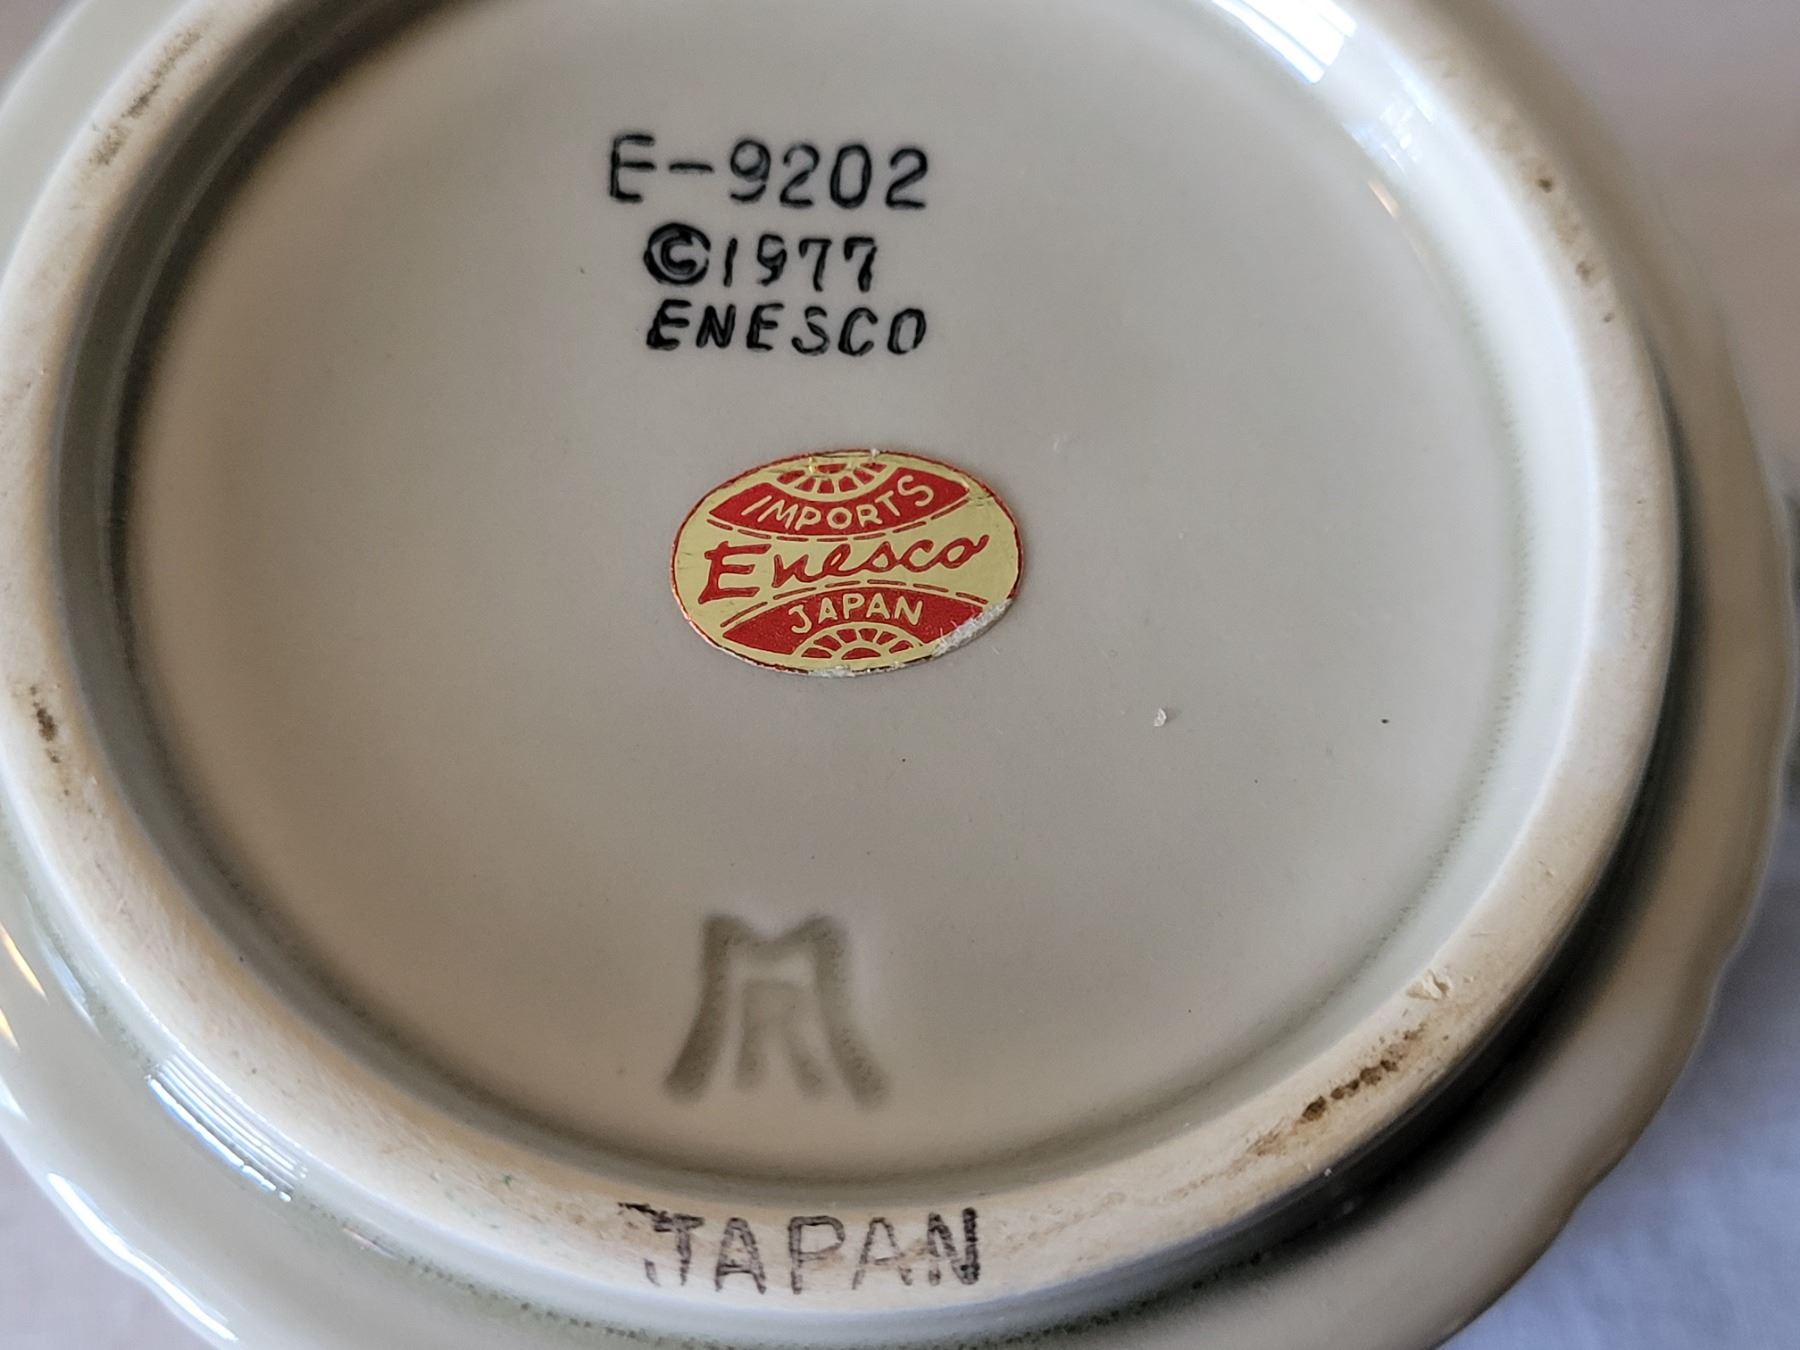 E-9202
©1977
ENESCO
IMPORTS
Enesco
JAPAN
JAPAN